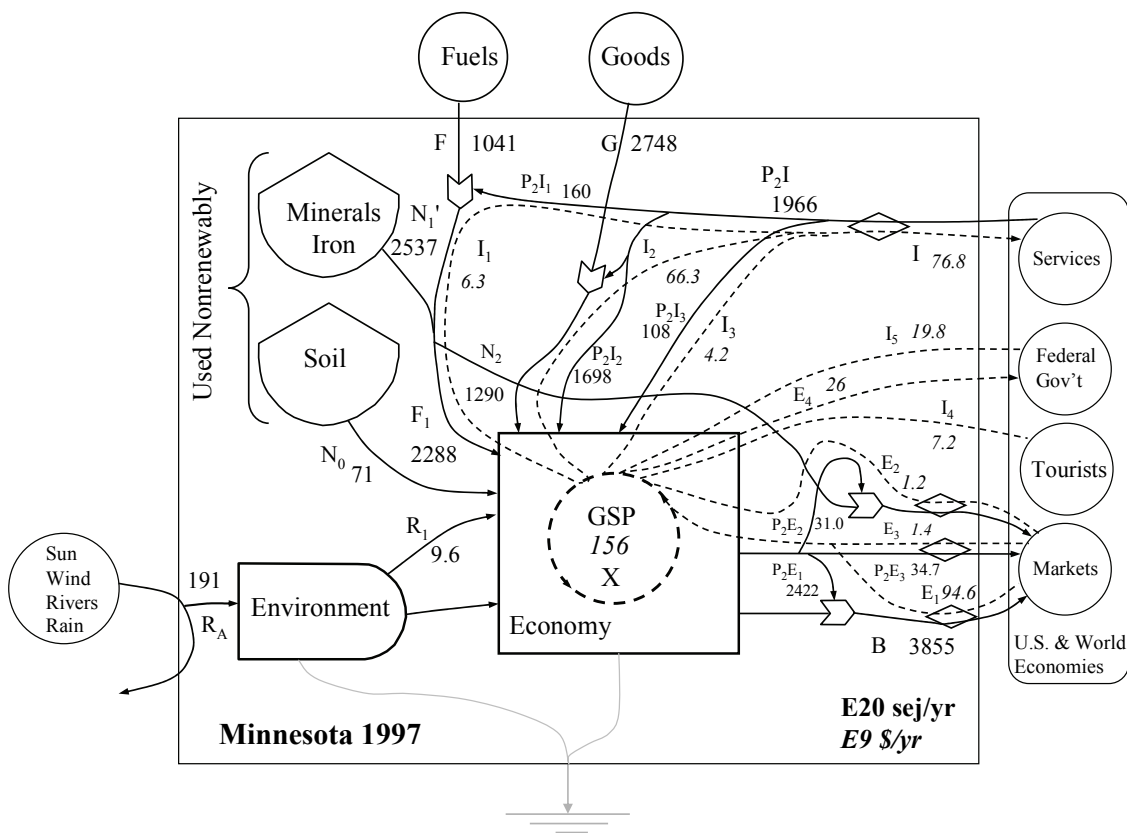 Fuels
Goods
F 1041
G 2748
P₂I₁ 160
P₂I
1966
Used Nonrenewably
Minerals
Iron
N₁'
2537
I₁
6.3
I₂
66.3
I 76.8
Services
P₂I₃
108
I₃
4.2
I₅ 19.8
Soil
N₂
P₂I₂
1698
1290
E₄
26
Federal
Gov't
I₄
7.2
F₁
2288
N₀
71
E₂
1.2
Tourists
R₁
9.6
GSP
156
X
P₂E₂
31.0
E₃ 1.4
Sun
Wind
Rivers
Rain
191
R_A
Environment
Economy
P₂E₁
2422
P₂E₃ 34.7
E₁ 94.6
Markets
B 3855
U.S. & World
Economies
Minnesota 1997
E20 sej/yr
E9 $/yr